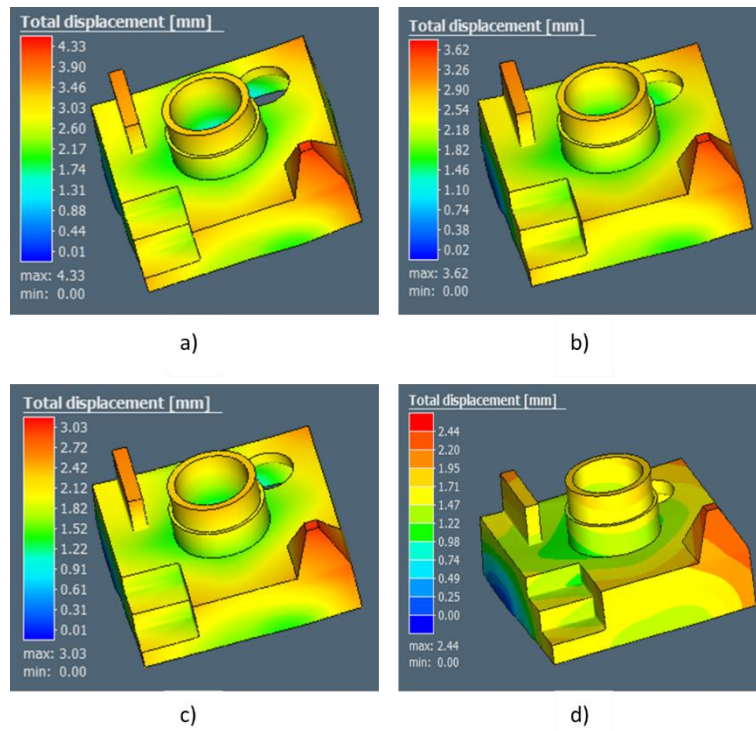 Total displacement [mm]
4.33
3.90
3.46
3.03
2.60
2.17
1.74
1.31
0.88
0.44
0.01
max: 4.33
min: 0.00
a)
Total displacement [mm]
3.62
3.26
2.90
2.54
2.18
1.82
1.46
1.10
0.74
0.38
0.02
max: 3.62
min: 0.00
b)
Total displacement [mm]
3.03
2.72
2.42
2.12
1.82
1.52
1.22
0.91
0.61
0.31
0.01
max: 3.03
min: 0.00
c)
Total displacement [mm]
2.44
2.20
1.95
1.71
1.47
1.22
0.98
0.74
0.49
0.25
0.00
max: 2.44
min: 0.00
d)